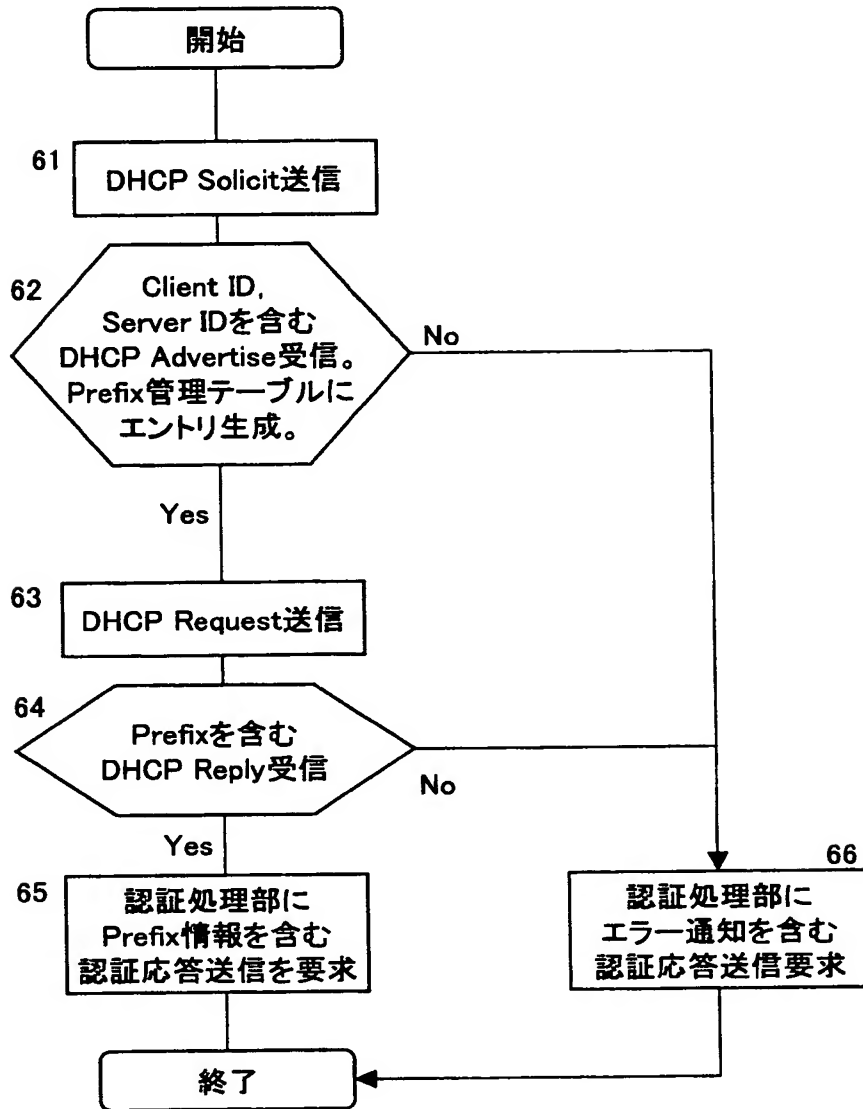 開始
61
DHCP Solicit送信
62
Client ID,
Server IDを含む
DHCP Advertise受信。
Prefix管理テーブルに
エントリ生成。
No
Yes
63
DHCP Request送信
64
Prefixを含む
DHCP Reply受信
No
Yes
65
認証処理部に
Prefix情報を含む
認証応答送信を要求
66
認証処理部に
エラー通知を含む
認証応答送信要求
終了